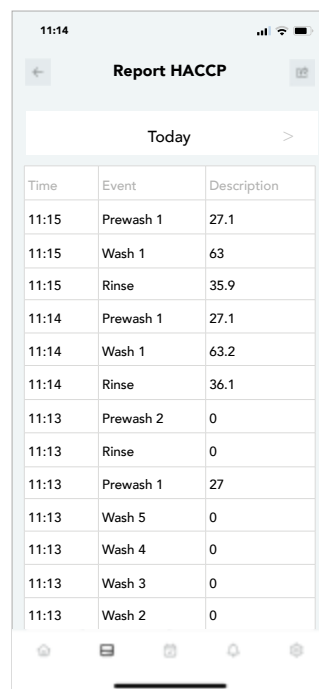 11:14
Report HACCP
Today >
Time Event Description
11:15 Prewash 1 27.1
11:15 Wash 1 63
11:15 Rinse 35.9
11:14 Prewash 1 27.1
11:14 Wash 1 63.2
11:14 Rinse 36.1
11:13 Prewash 2 0
11:13 Rinse 0
11:13 Prewash 1 27
11:13 Wash 5 0
11:13 Wash 4 0
11:13 Wash 3 0
11:13 Wash 2 0